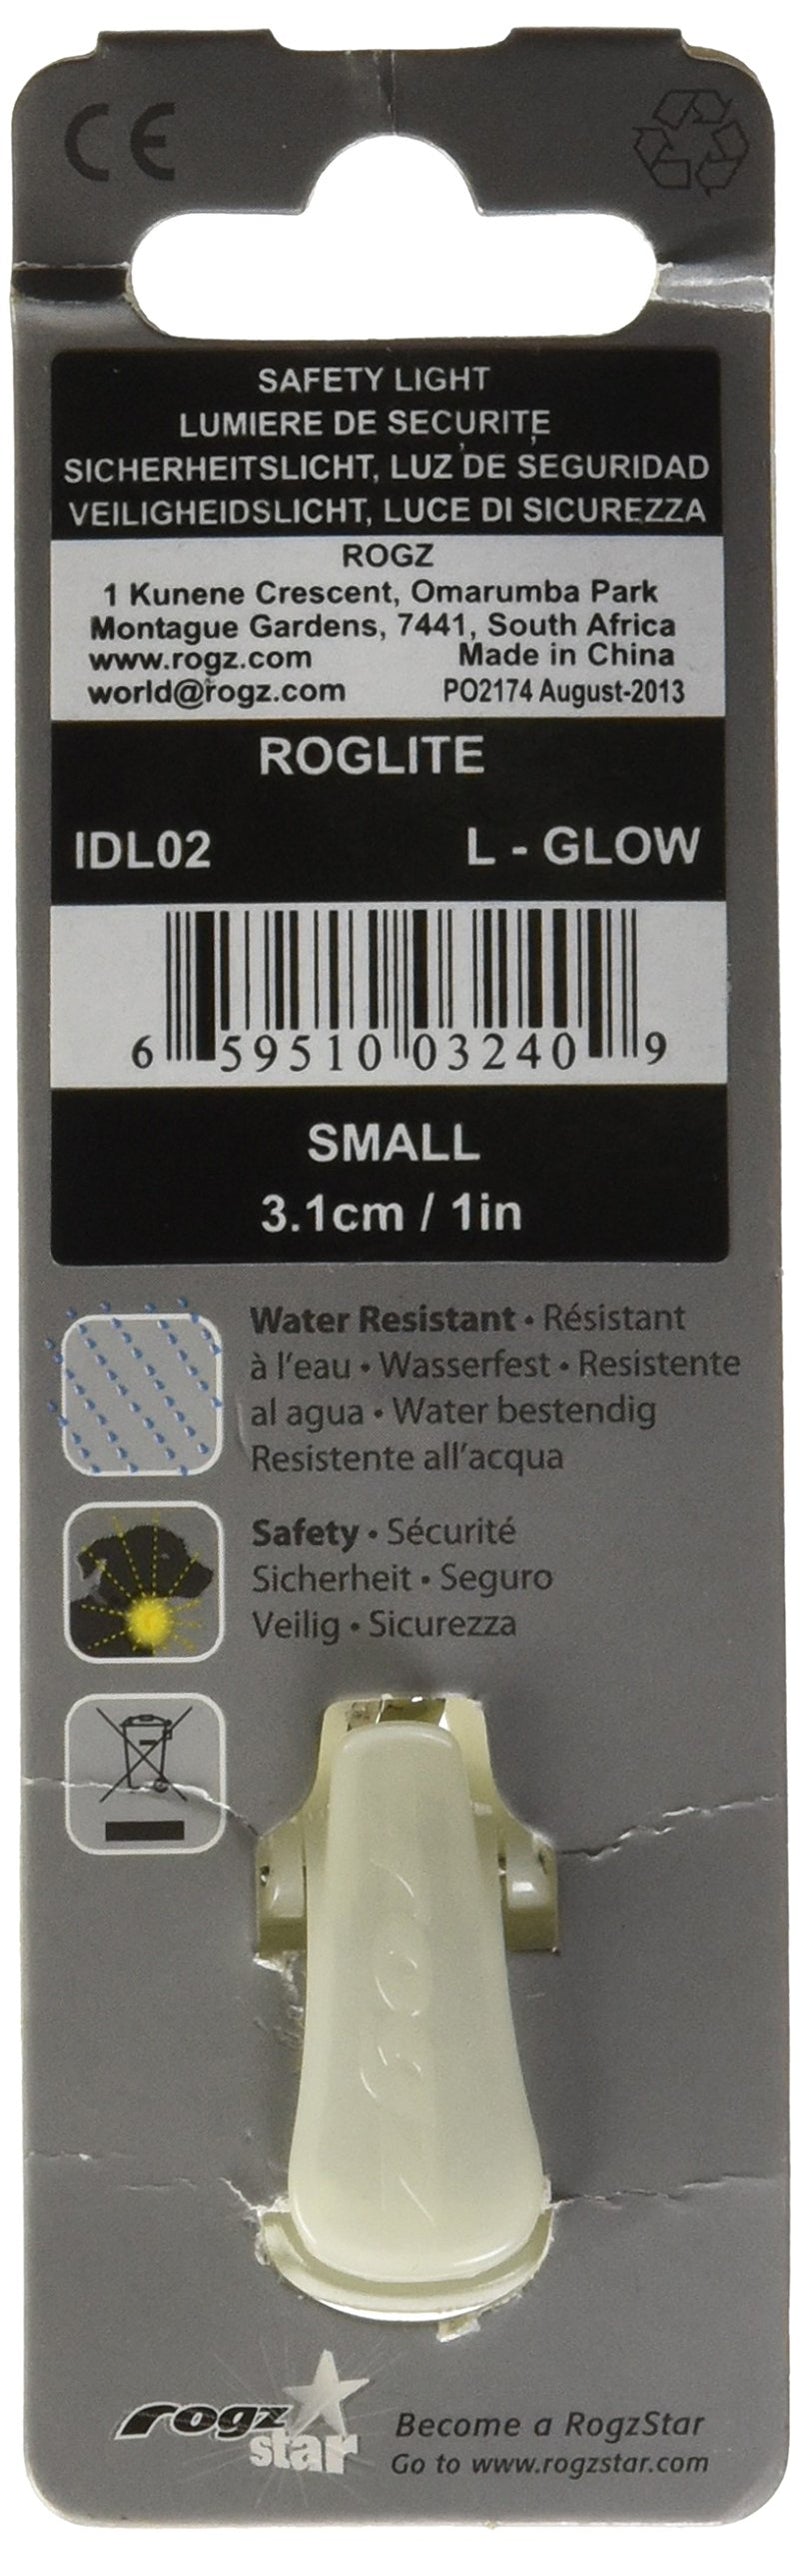 CE
SAFETY LIGHT
LUMIERE DE SECURITE
SICHERHEITSLICHT, LUZ DE SEGURIDAD
VEILIGHEIDSLICHT, LUCE DI SICUREZZA
ROGZ
1 Kunene Crescent, Omarumba Park
Montague Gardens, 7441, South Africa
www.rogz.com Made in China
world@rogz.com PO2174 August-2013
ROGLITE
IDL02 L - GLOW
6 59510 03240 9
SMALL
3.1cm / 1in
Water Resistant • Résistant
à l'eau • Wasserfest • Resistente
al agua • Water bestendig
Resistente all'acqua
Safety • Sécurité
Sicherheit • Seguro
Veilig • Sicurezza
rogz
rogz
star
Become a RogzStar
Go to www.rogzstar.com